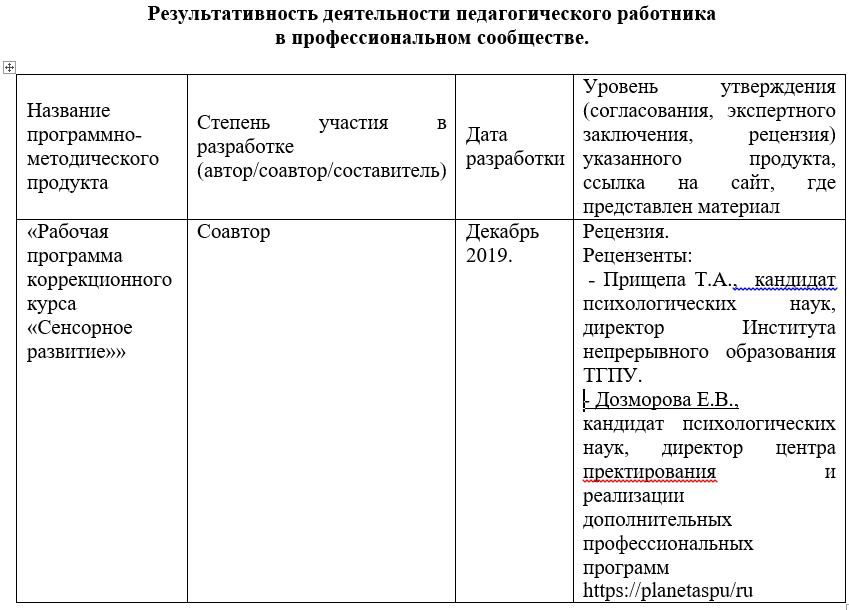 Результативность деятельности педагогического работника
в профессиональном сообществе.
Название
программно-
методического
продукта
Степень участия в
разработке
(автор/соавтор/составитель)
Дата
разработки
Уровень утверждения
(согласования, экспертного
заключения, рецензия)
указанного продукта,
ссылка на сайт, где
представлен материал
«Рабочая
программа
коррекционного
курса
«Сенсорное
развитие»»
Соавтор
Декабрь
2019.
Рецензия.
Рецензенты:
- Прищепа Т.А., кандидат
психологических наук,
директор Института
непрерывного образования
ТГПУ.
- Дозморова Е.В.,
кандидат психологических
наук, директор центра
пректирования и
реализации
дополнительных
профессиональных
программ
https://planetaspu/ru